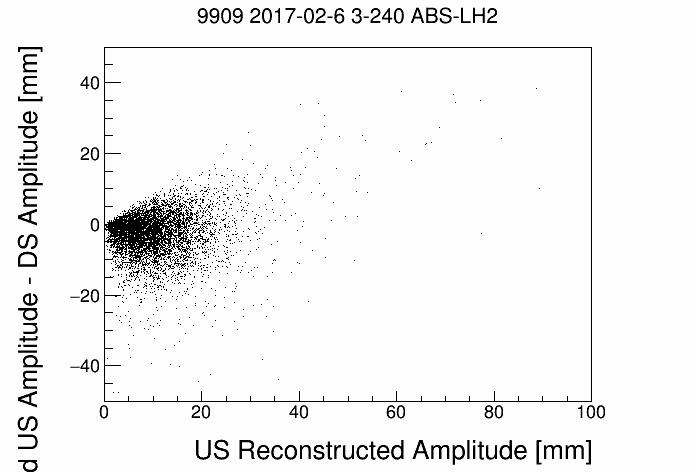 9909 2017-02-6 3-240 ABS-LH2
US Amplitude - DS Amplitude [mm]
40
20
0
−20
−40
0 20 40 60 80 100
US Reconstructed Amplitude [mm]